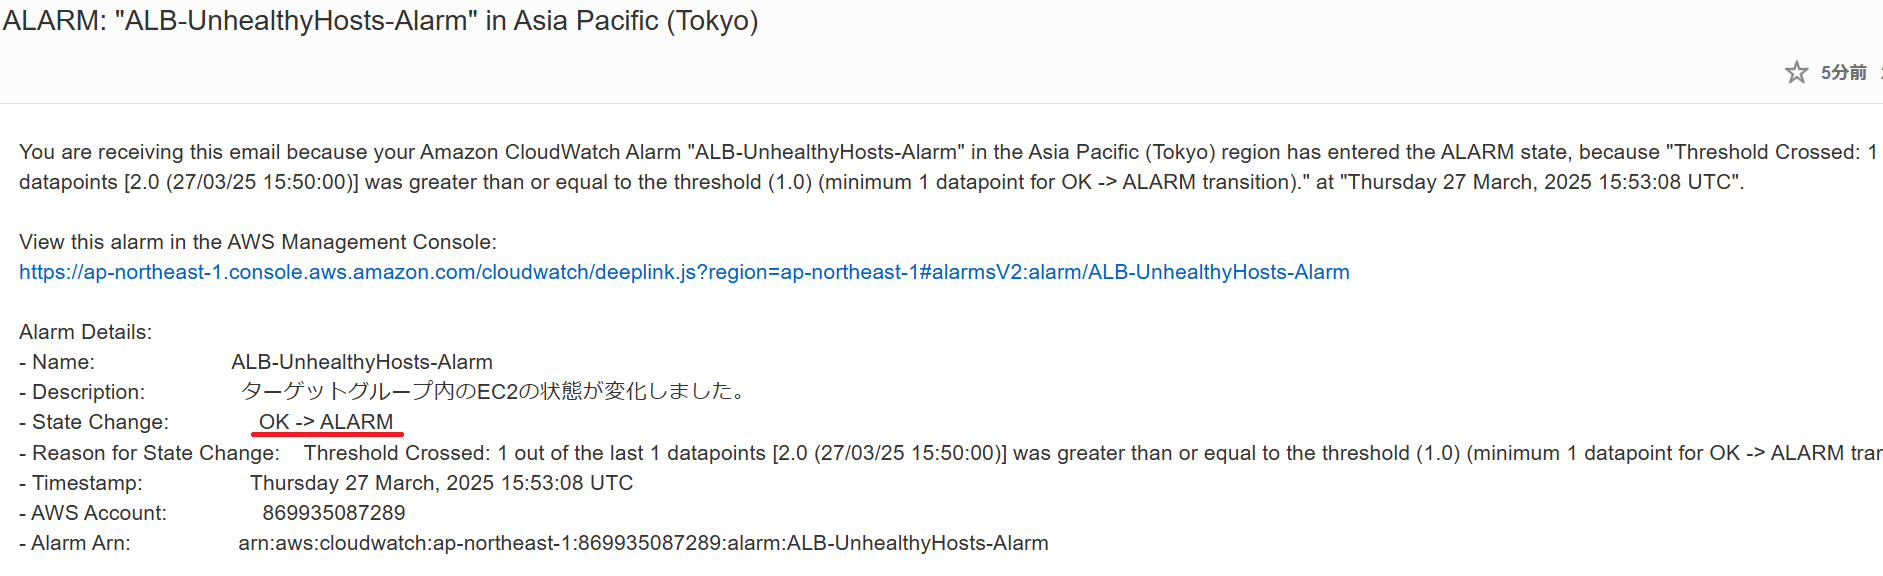 ALARM: "ALB-UnhealthyHosts-Alarm" in Asia Pacific (Tokyo)
5分前
You are receiving this email because your Amazon CloudWatch Alarm "ALB-UnhealthyHosts-Alarm" in the Asia Pacific (Tokyo) region has entered the ALARM state, because "Threshold Crossed: 1
datapoints [2.0 (27/03/25 15:50:00)] was greater than or equal to the threshold (1.0) (minimum 1 datapoint for OK -> ALARM transition)." at "Thursday 27 March, 2025 15:53:08 UTC".
View this alarm in the AWS Management Console:
https://ap-northeast-1.console.aws.amazon.com/cloudwatch/deeplink.js?region=ap-northeast-1#alarmsV2:alarm/ALB-UnhealthyHosts-Alarm
Alarm Details:
- Name: ALB-UnhealthyHosts-Alarm
- Description: ターゲットグループ内のEC2の状態が変化しました。
- State Change: OK -> ALARM
- Reason for State Change: Threshold Crossed: 1 out of the last 1 datapoints [2.0 (27/03/25 15:50:00)] was greater than or equal to the threshold (1.0) (minimum 1 datapoint for OK -> ALARM
- Timestamp: Thursday 27 March, 2025 15:53:08 UTC
- AWS Account: 869935087289
- Alarm Arn: arn:aws:cloudwatch:ap-northeast-1:869935087289:alarm:ALB-UnhealthyHosts-Alarm